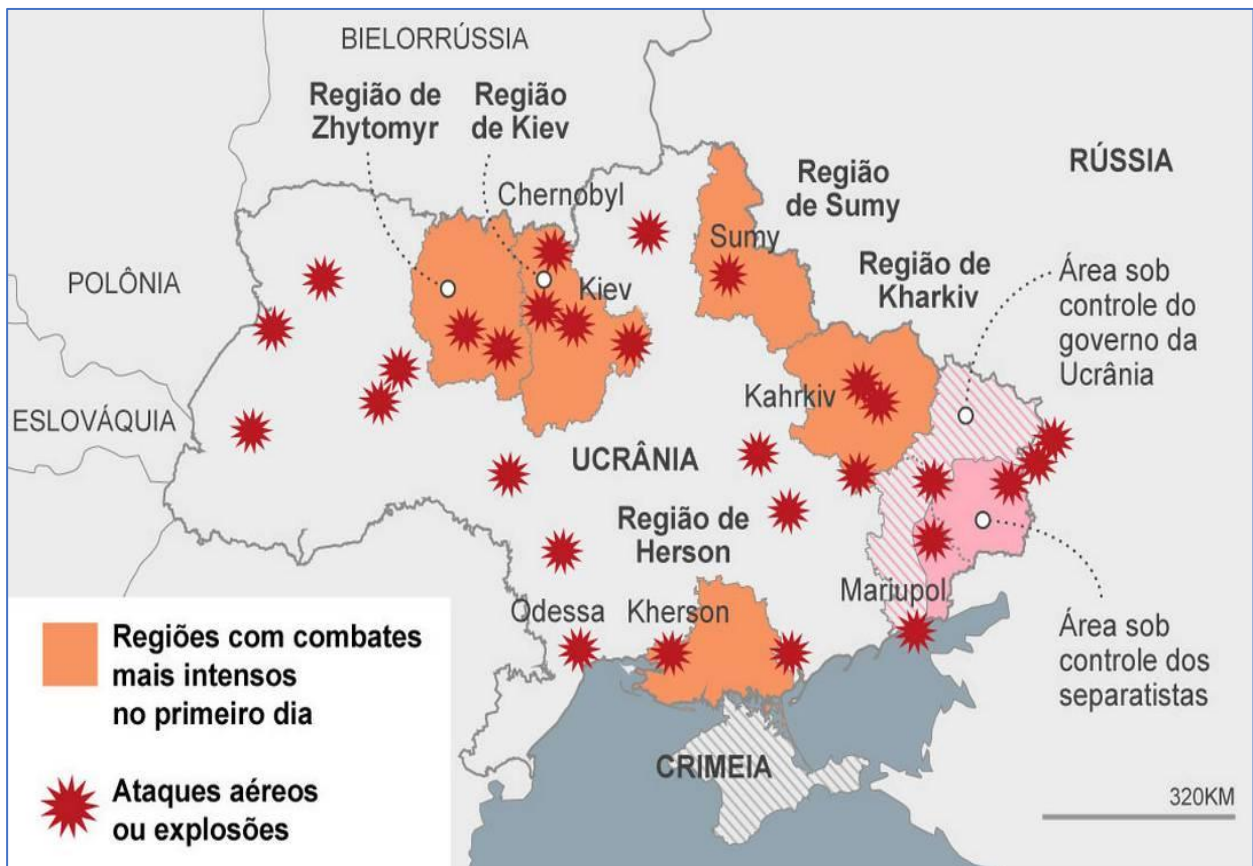 BIELORRÚSSIA
Região de
Zhytomyr
Região
de Kiev
Chernobyl
Região
de Sumy
RÚSSIA
Sumy
Região de
Kharkiv
Área sob
controle do
governo da
Ucrânia
POLÔNIA
Kiev
ESLOVÁQUIA
Kahrkiv
UCRÂNIA
Região de
Herson
Mariupol
Odessa
Kherson
Área sob
controle dos
separatistas
CRIMEIA
Regiões com combates
mais intensos
no primeiro dia
Ataques aéreos
ou explosões
320KM